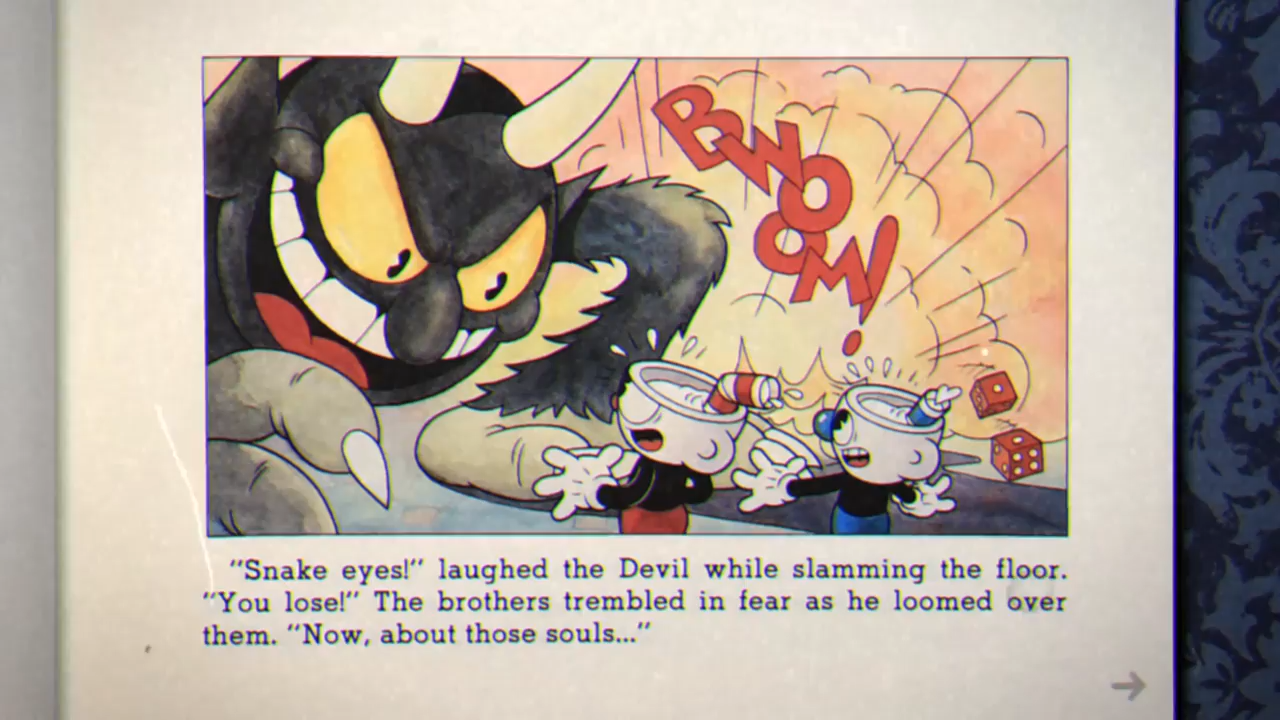 BWOOM!
"Snake eyes!" laughed the Devil while slamming the floor.
"You lose!" The brothers trembled in fear as he loomed over
them. "Now, about those souls..."